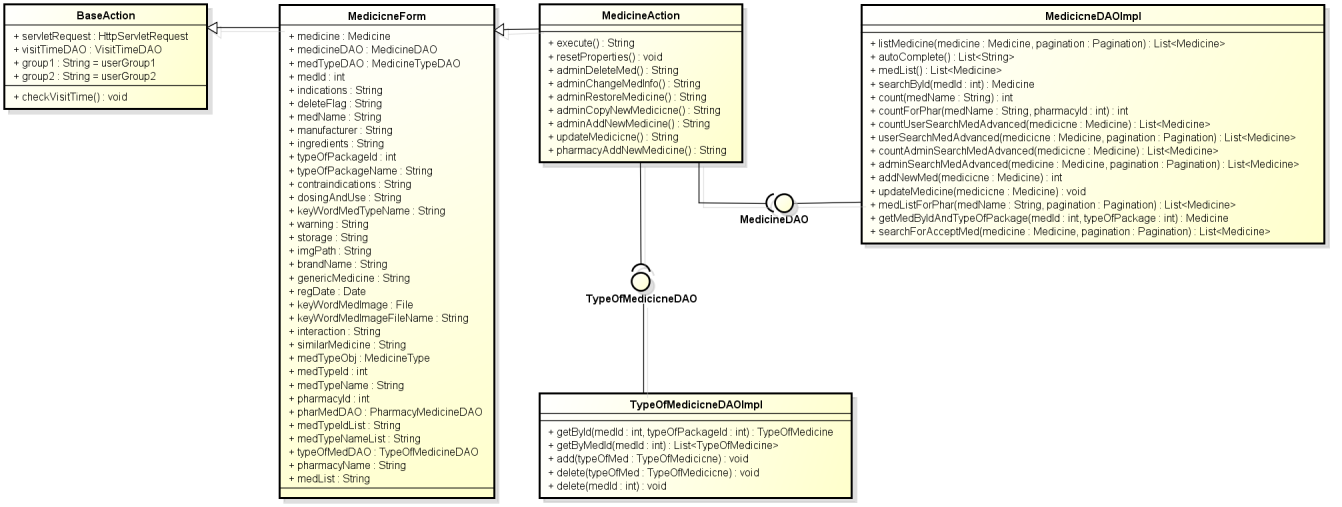 BaseAction
+ servletRequest : HttpServletRequest
+ visitTimeDAO : VisitTimeDAO
+ group1 : String = userGroup1
+ group2 : String = userGroup2
+ checkVisitTime() : void
MedicicneForm
+ medicine : Medicine
+ medicineDAO : MedicineDAO
+ medTypeDAO : MedicineTypeDAO
+ medId : int
+ indications : String
+ deleteFlag : String
+ medName : String
+ manufacturer : String
+ ingredients : String
+ typeOfPackageId : int
+ typeOfPackageName : String
+ contraindications : String
+ dosingAndUse : String
+ keyWordMedTypeName : String
+ warning : String
+ storage : String
+ imgPath : String
+ brandName : String
+ genericMedicine : String
+ regDate : Date
+ keyWordMedImage : File
+ keyWordMedImageFileName : String
+ interaction : String
+ similarMedicine : String
+ medTypeObj : MedicineType
+ medTypeId : int
+ medTypeName : String
+ pharmacyId : int
+ pharMedDAO : PharmacyMedicineDAO
+ medTypeIdList : String
+ medTypeNameList : String
+ typeOfMedDAO : TypeOfMedicineDAO
+ pharmacyName : String
+ medList : String
MedicineAction
+ execute() : String
+ resetProperties() : void
+ adminDeleteMed() : String
+ adminChangeMedInfo() : String
+ adminRestoreMedicine() : String
+ adminCopyNewMedicicne() : String
+ adminAddNewMedicine() : String
+ updateMedicicne() : String
+ pharmacyAddNewMedicine() : String
MedicineDAO
TypeOfMedicicneDAO
TypeOfMedicicneDAOImpl
+ getById(medId : int, typeOfPackageId : int) : TypeOfMedicine
+ getByMedId(medId : int) : List<TypeOfMedicine>
+ add(typeOfMed : TypeOfMedicicne) : void
+ delete(typeOfMed : TypeOfMedicicne) : void
+ delete(medId : int) : void
MedicicneDAOImpl
+ listMedicine(medicine : Medicine, pagination : Pagination) : List<Medicine>
+ autoComplete() : List<String>
+ medList() : List<Medicine>
+ searchById(medId : int) : Medicine
+ count(medName : String) : int
+ countForPhar(medName : String, pharmacyId : int) : int
+ countUserSearchMedAdvanced(medicicne : Medicine) : List<Medicine>
+ userSearchMedAdvanced(medicine : Medicine, pagination : Pagination) : List<Medicine>
+ countAdminSearchMedAdvanced(medicicne : Medicine) : List<Medicine>
+ adminSearchMedAdvanced(medicine : Medicine, pagination : Pagination) : List<Medicine>
+ addNewMed(medicicne : Medicine) : int
+ updateMedicine(medicicne : Medicine) : void
+ medListForPhar(medName : String, pagination : Pagination) : List<Medicine>
+ getMedByIdAndTypeOfPackage(medId : int, typeOfPackage : int) : Medicine
+ searchForAcceptMed(medicine : Medicine, pagination : Pagination) : List<Medicine>